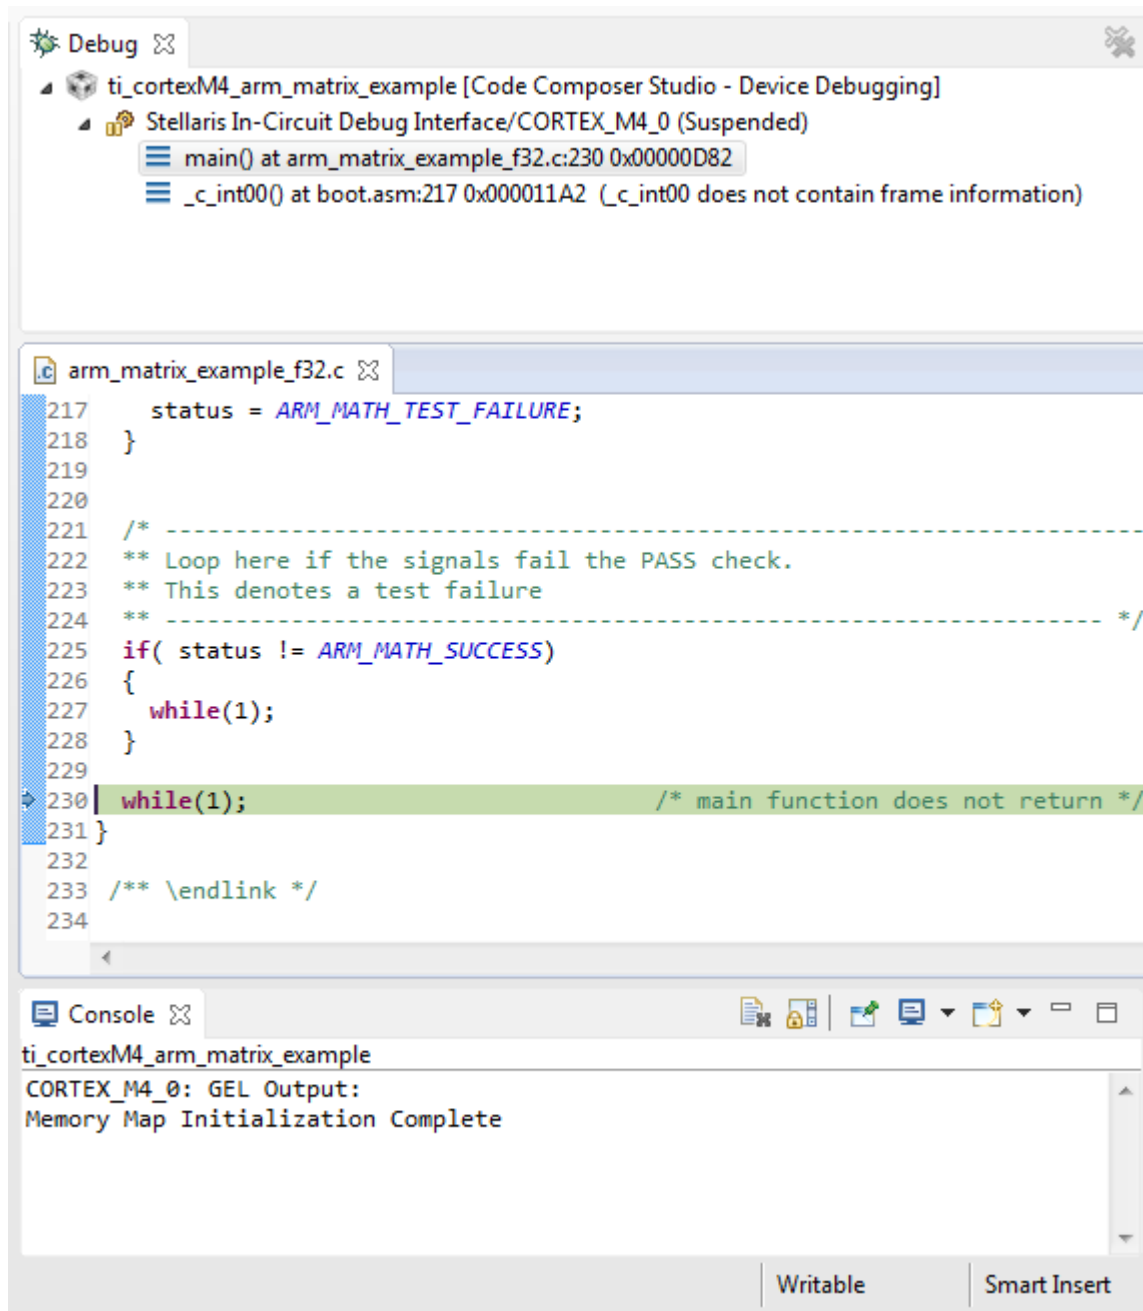 Debug
ti_cortexM4_arm_matrix_example [Code Composer Studio - Device Debugging]
Stellaris In-Circuit Debug Interface/CORTEX_M4_0 (Suspended)
main() at arm_matrix_example_f32.c:230 0x00000D82
_c_int00() at boot.asm:217 0x000011A2 (_c_int00 does not contain frame information)
.c arm_matrix_example_f32.c
217 status = ARM_MATH_TEST_FAILURE;
218 }
219
220
221 /* ----------------------------------------------------------------------
222 ** Loop here if the signals fail the PASS check.
223 ** This denotes a test failure
224 ** ------------------------------------------------------------------- */
225 if( status != ARM_MATH_SUCCESS)
226 {
227 while(1);
228 }
229
230 while(1); /* main function does not return */
231 }
232
233 /** \endlink */
234
Console
ti_cortexM4_arm_matrix_example
CORTEX_M4_0: GEL Output:
Memory Map Initialization Complete
Writable Smart Insert